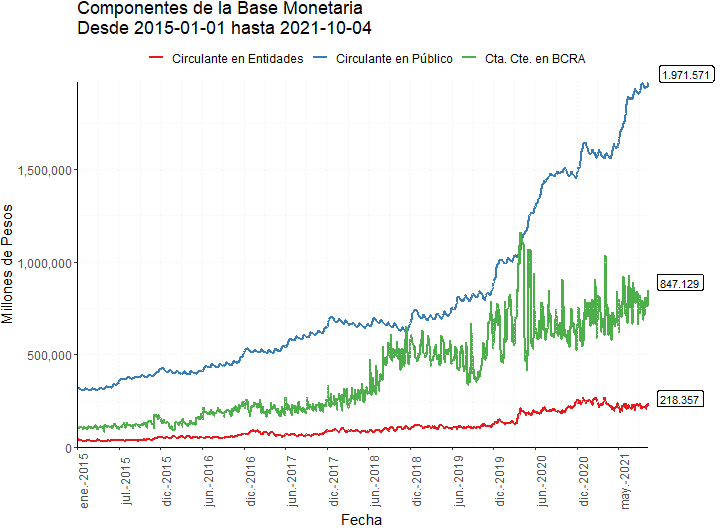 Componentes de la Base Monetaria
Desde 2015-01-01 hasta 2021-10-04
Circulante en Entidades Circulante en Público Cta. Cte. en BCRA
1.971.571
1,500,000
1,000,000
847.129
500,000
218.357
0
Millones de Pesos
ene.-2015
jul.-2015
dic.-2015
jun.-2016
dic.-2016
jun.-2017
dic.-2017
jun.-2018
dic.-2018
jun.-2019
dic.-2019
jun.-2020
dic.-2020
may.-2021
Fecha